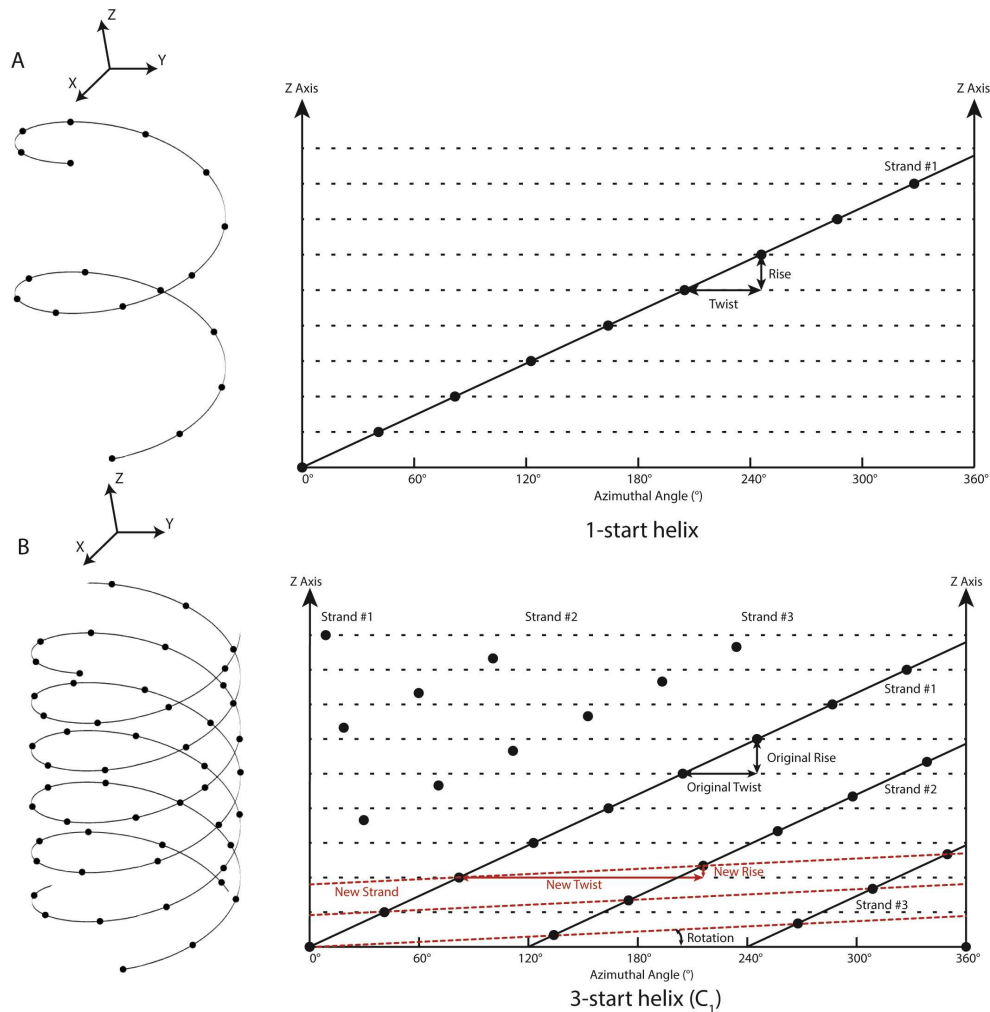 A
Z
Y
X
Z Axis
Z Axis
Strand #1
Rise
Twist
0°
60°
120°
180°
240°
300°
360°
Azimuthal Angle (°)
1-start helix
B
Z
Y
X
Z Axis
Z Axis
Strand #1
Strand #2
Strand #3
Strand #1
Original Rise
Original Twist
Strand #2
New Rise
New Strand
New Twist
Strand #3
Rotation
0°
60°
120°
180°
240°
300°
360°
Azimuthal Angle (°)
3-start helix (C₁)